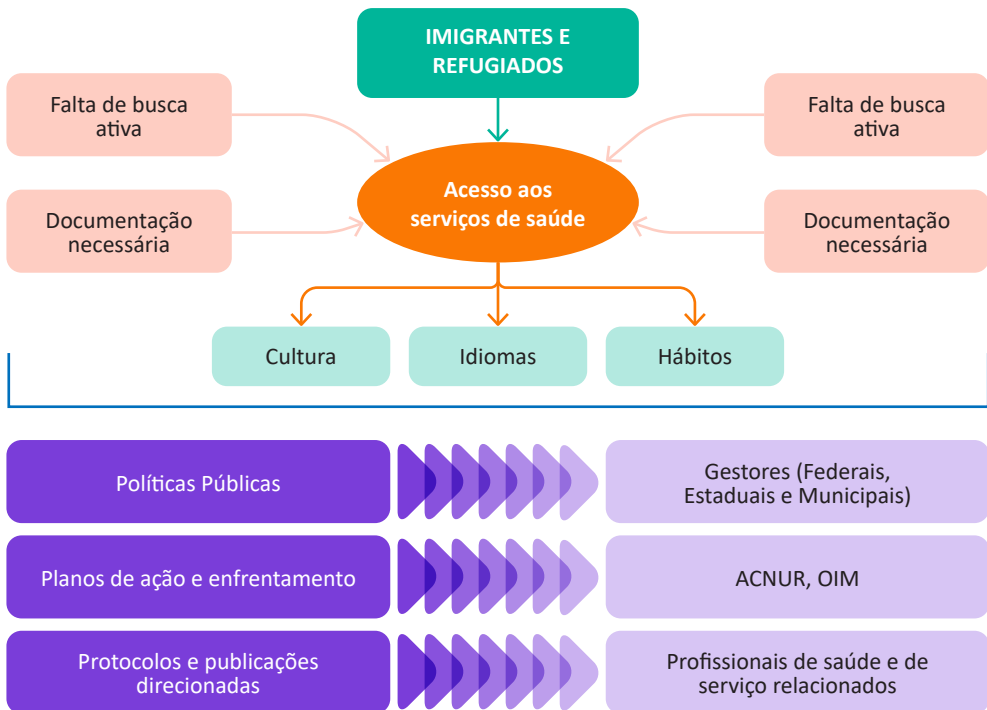 IMIGRANTES E
REFUGIADOS
Falta de busca
ativa
Falta de busca
ativa
Acesso aos
serviços de saúde
Documentação
necessária
Documentação
necessária
Cultura
Idiomas
Hábitos
Políticas Públicas
Gestores (Federais,
Estaduais e Municipais)
Planos de ação e enfrentamento
ACNUR, OIM
Protocolos e publicações
direcionadas
Profissionais de saúde e de
serviço relacionados